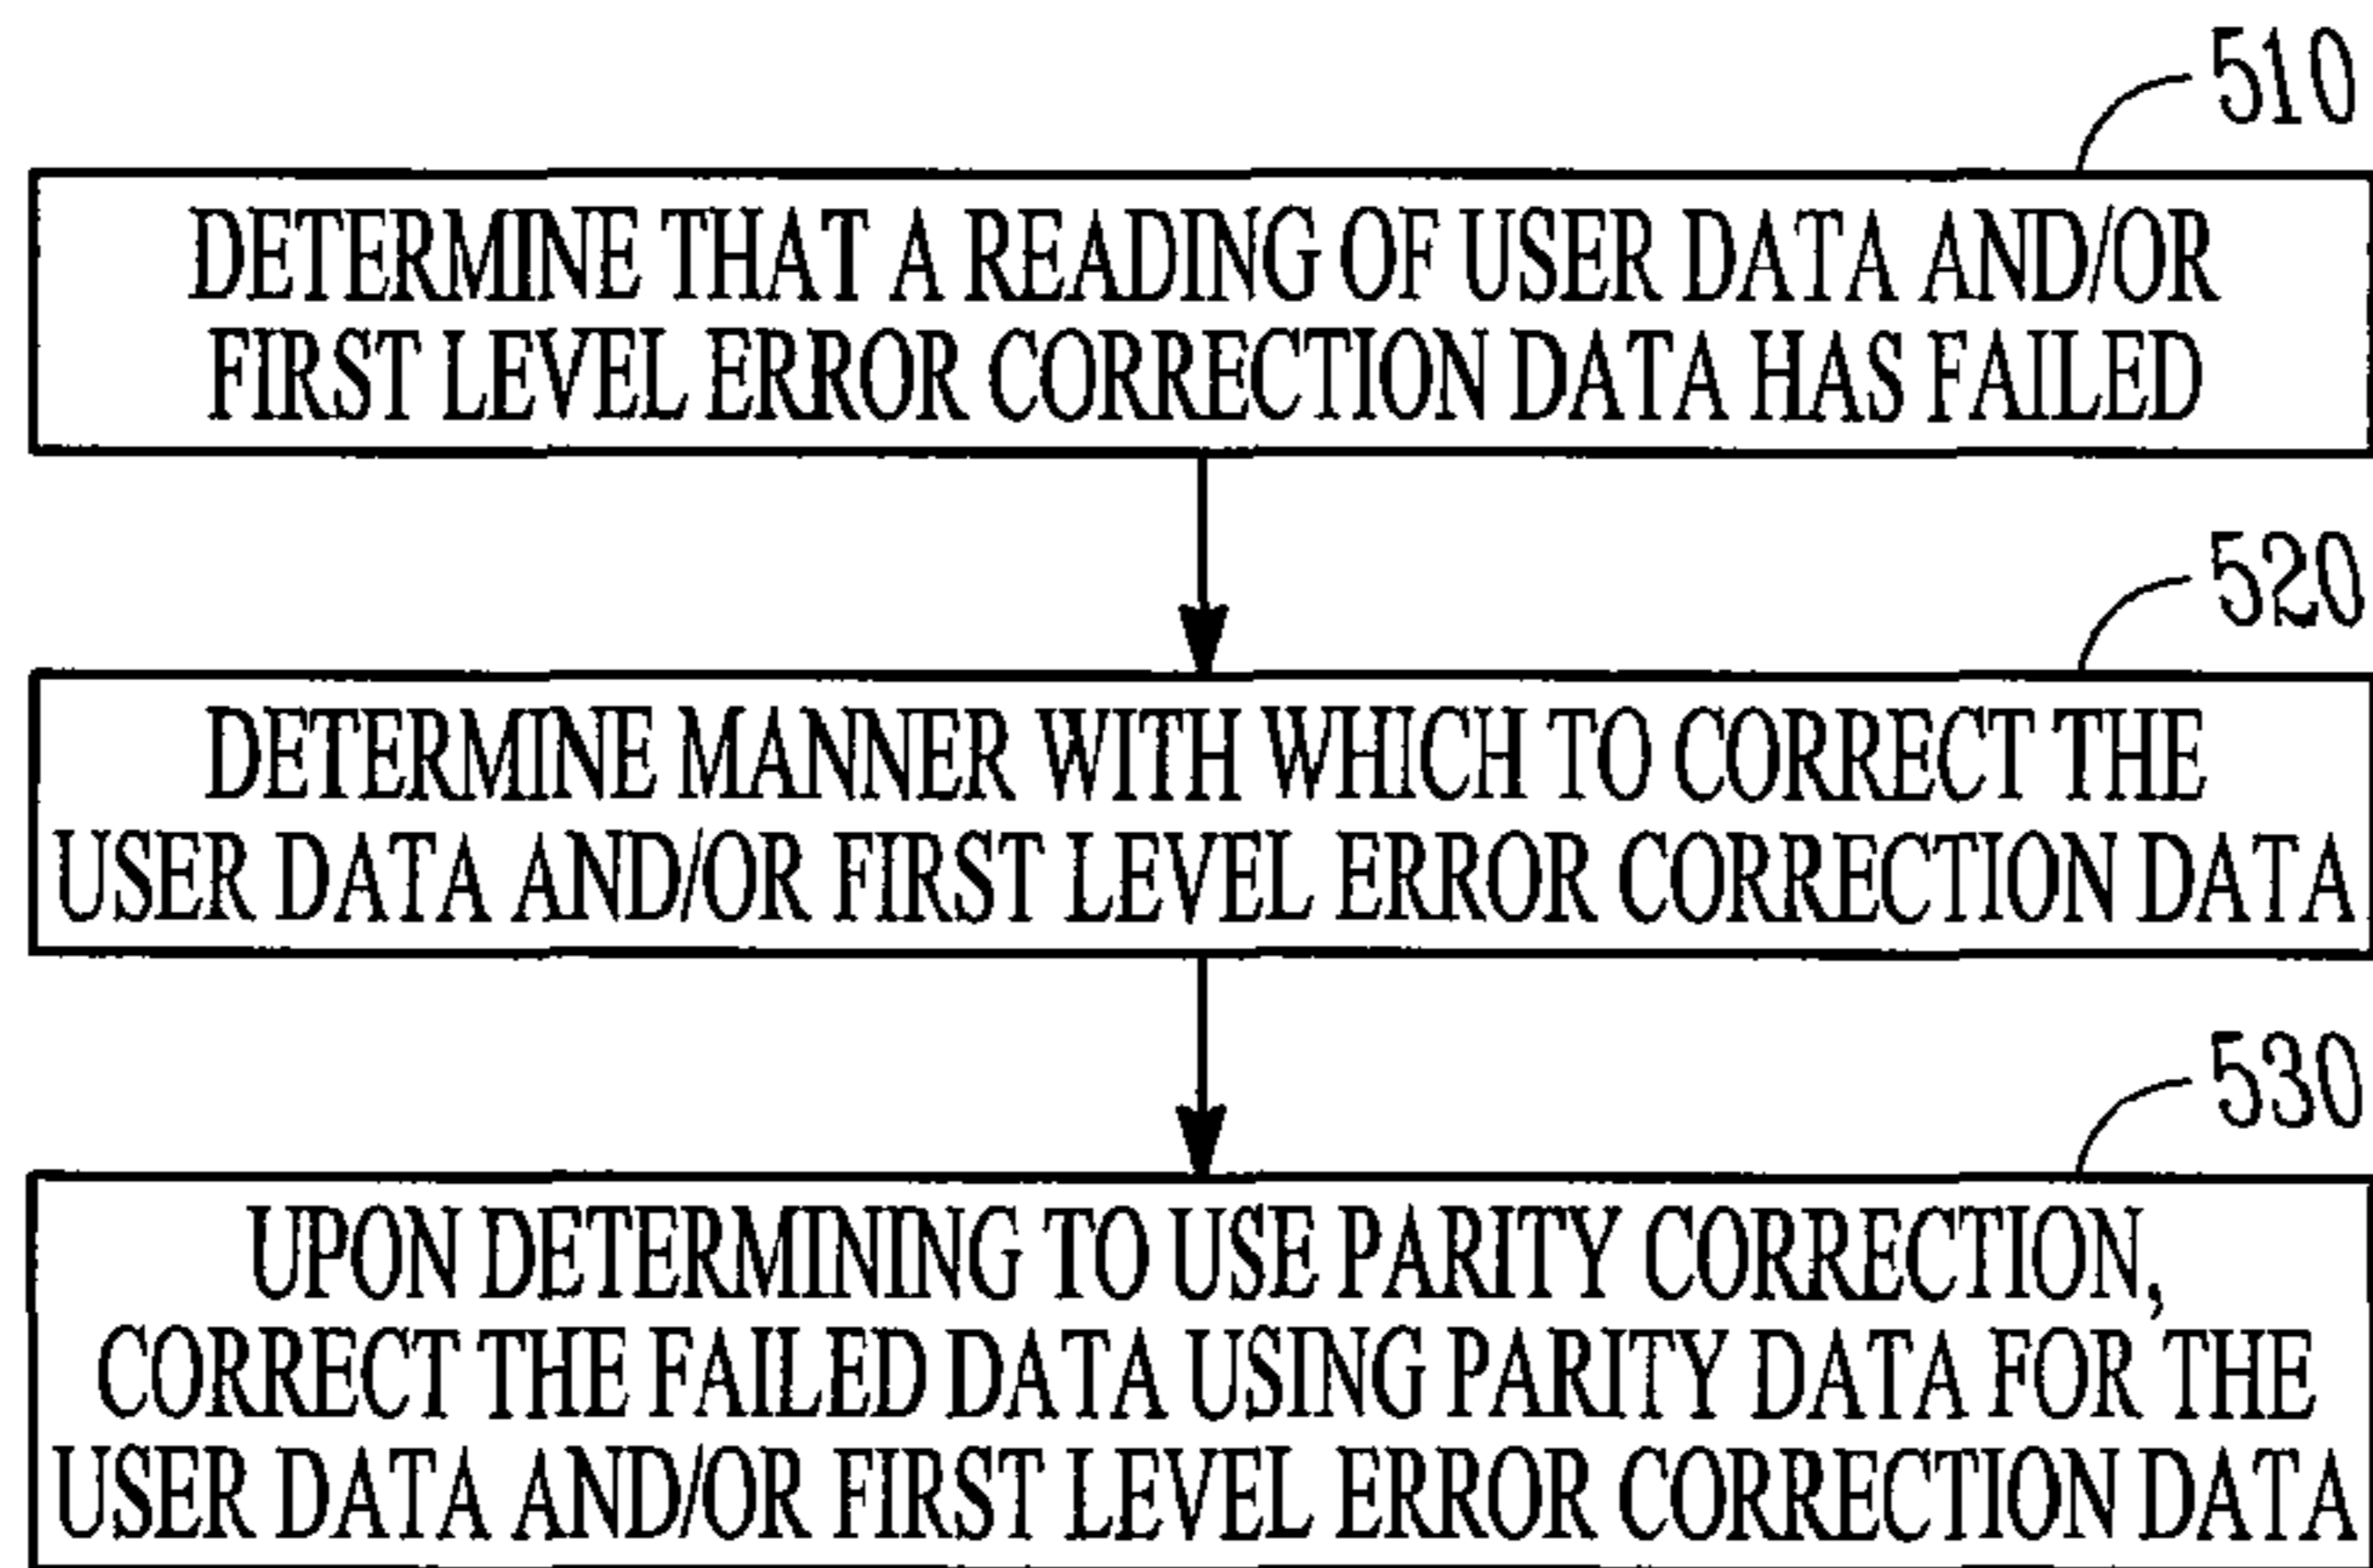 510
DETERMINE THAT A READING OF USER DATA AND/OR
FIRST LEVEL ERROR CORRECTION DATA HAS FAILED
520
DETERMINE MANNER WITH WHICH TO CORRECT THE
USER DATA AND/OR FIRST LEVEL ERROR CORRECTION DATA
530
UPON DETERMINING TO USE PARITY CORRECTION,
CORRECT THE FAILED DATA USING PARITY DATA FOR THE
USER DATA AND/OR FIRST LEVEL ERROR CORRECTION DATA